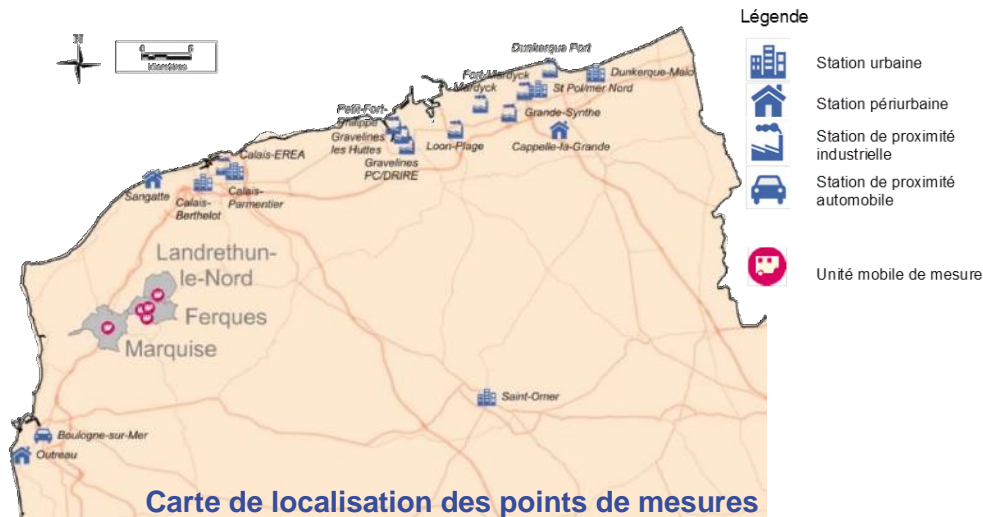 Légende
N
0 5
kilomètres
Station urbaine
Station périurbaine
Station de proximité
industrielle
Station de proximité
automobile
Unité mobile de mesure
Dunkerque Port
Dunkerque-Malo
Fort-Mardyck
Mardyck
St Pol/mer Nord
Grande-Synthe
Cappelle-la-Grande
Loon-Plage
Petit-Fort-
Philippe
Gravelines
les Huttes
Gravelines
PC/DRIRE
Calais-EREA
Calais-
Parmentier
Calais-
Berthelot
Sangatte
Landrethun-
le-Nord
Ferques
Marquise
Saint-Omer
Boulogne-sur-Mer
Outreau
Carte de localisation des points de mesures